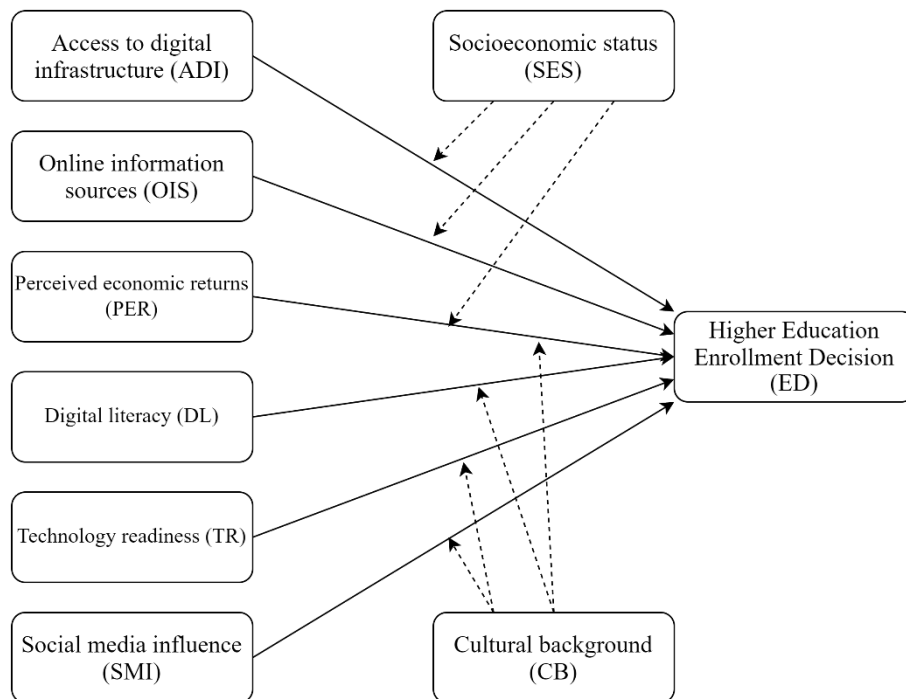 Access to digital
infrastructure (ADI)
Socioeconomic status
(SES)
Online information
sources (OIS)
Perceived economic returns
(PER)
Higher Education
Enrollment Decision
(ED)
Digital literacy (DL)
Technology readiness (TR)
Social media influence
(SMI)
Cultural background
(CB)